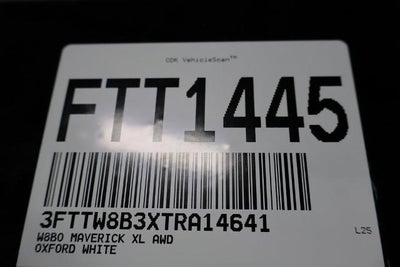 CDK VehicleScan™
FTT1445
3FTTW8B3XTRA14641
W8B0 MAVERICK XL AWD
OXFORD WHITE
L25